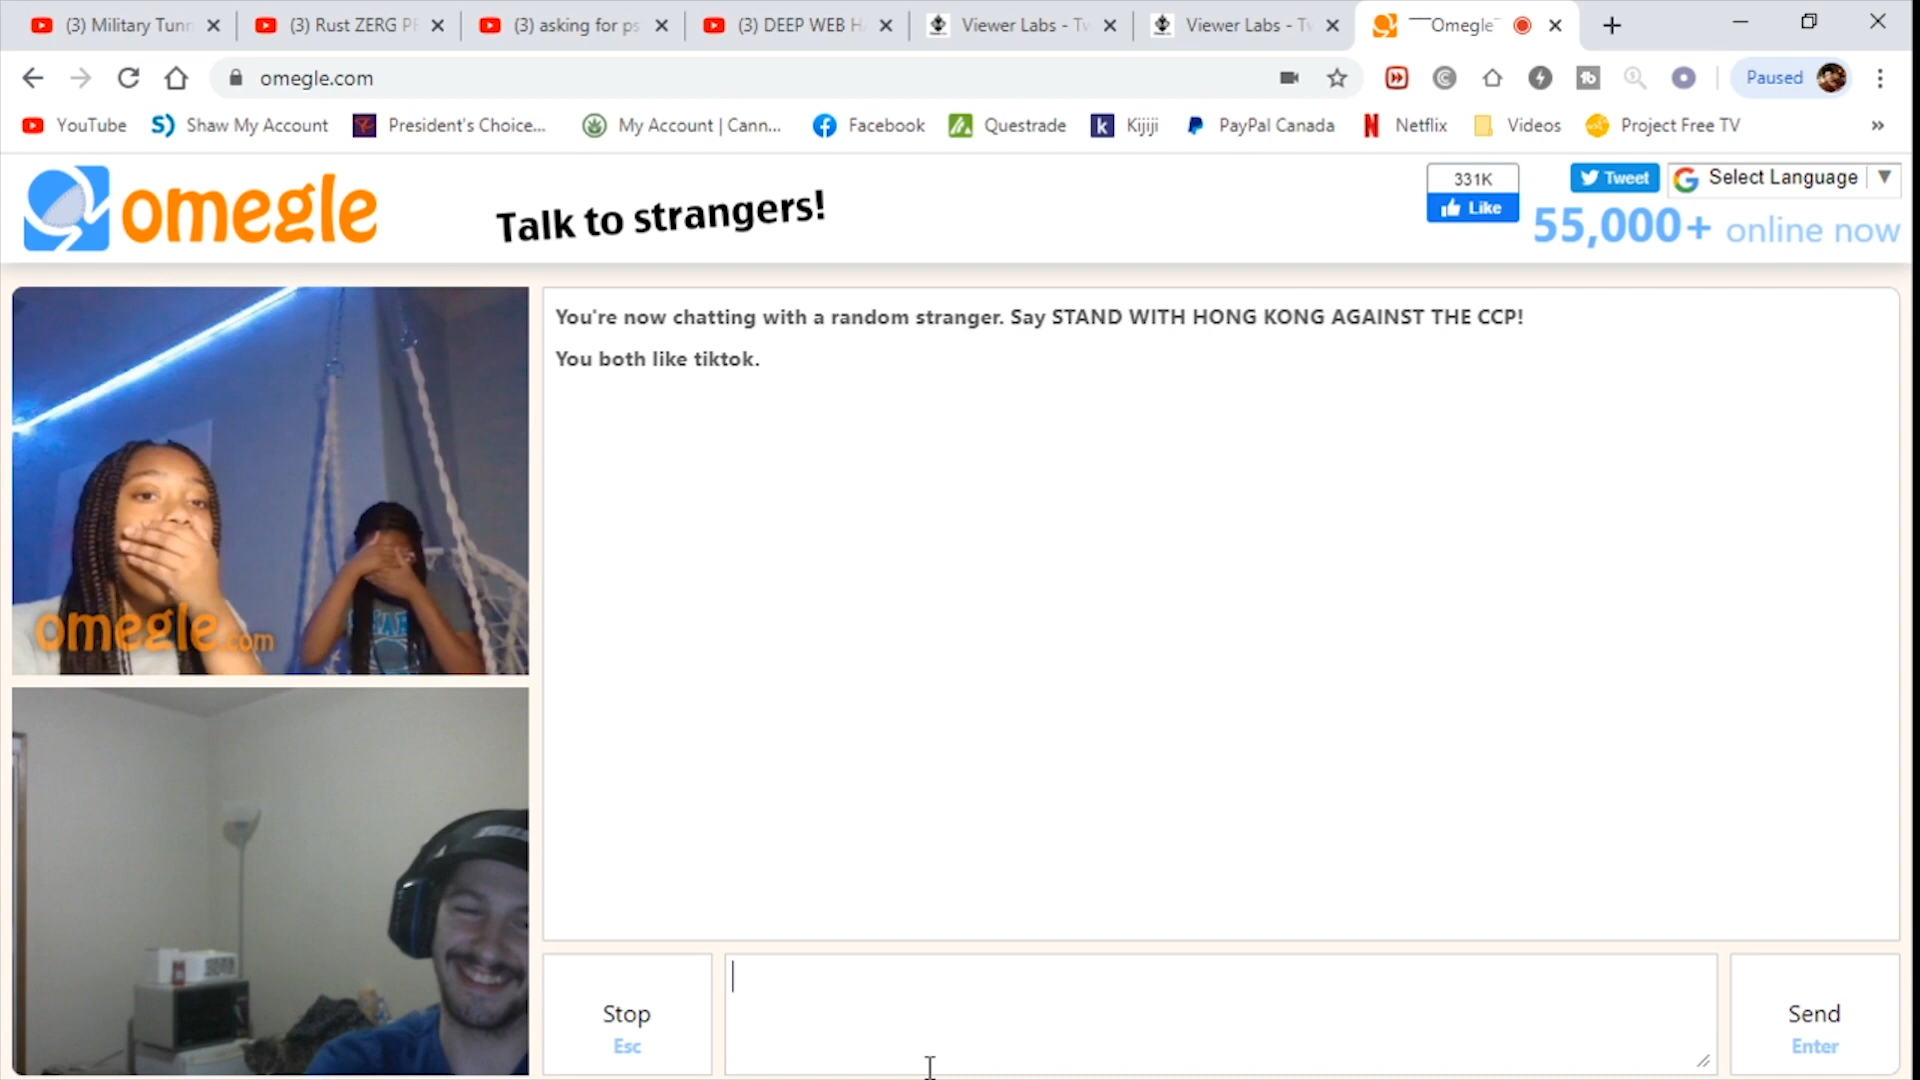 (3) Military Tunn
(3) Rust ZERG P
(3) asking for ps
(3) DEEP WEB H
Viewer Labs - Tw
Viewer Labs - Tw
Omegle
omegle.com
Paused
YouTube
Shaw My Account
President's Choice...
My Account | Cann...
Facebook
Questrade
Kijiji
PayPal Canada
Netflix
Videos
Project Free TV
»
omegle
Talk to strangers!
331K
Like
Tweet
Select Language
55,000+ online now
You're now chatting with a random stranger. Say STAND WITH HONG KONG AGAINST THE CCP!
You both like tiktok.
omegle.com
Stop
Esc
Send
Enter